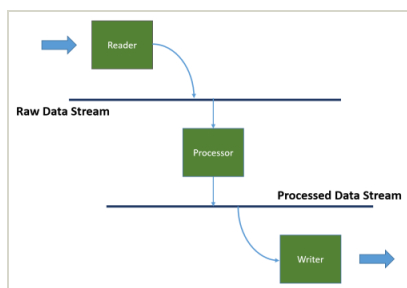 Reader
Raw Data Stream
Processor
Processed Data Stream
Writer